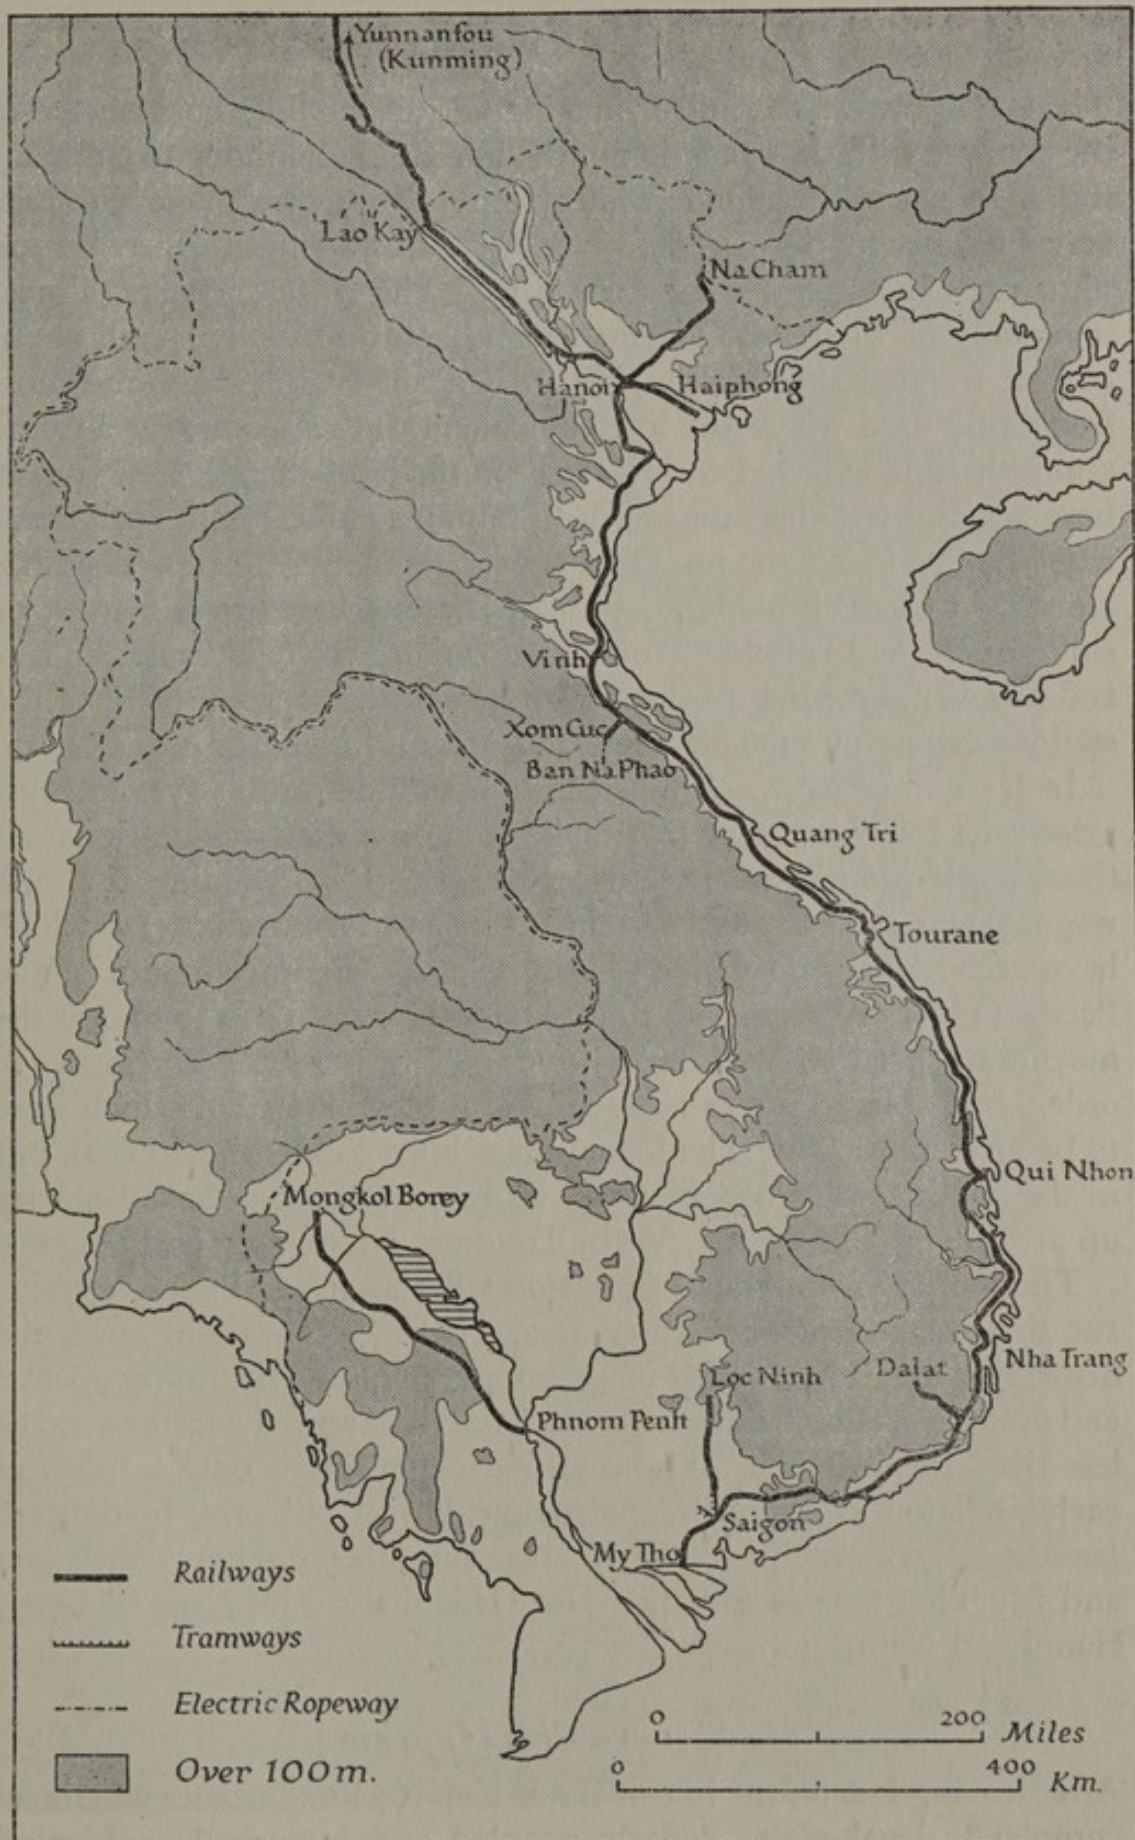 Yunnanfou
(Kunming)
Lao Kay
Na Cham
Hanoi
Haiphong
Vinh
Xom Cuc
Ban Na Phao
Quang Tri
Tourane
Qui Nhon
Mongkol Borey
Nha Trang
Dalat
Loc Ninh
Phnom Penh
Saigon
My Tho
Railways
Tramways
Electric Ropeway
Over 100m.
0 200 Miles
0 400 Km.